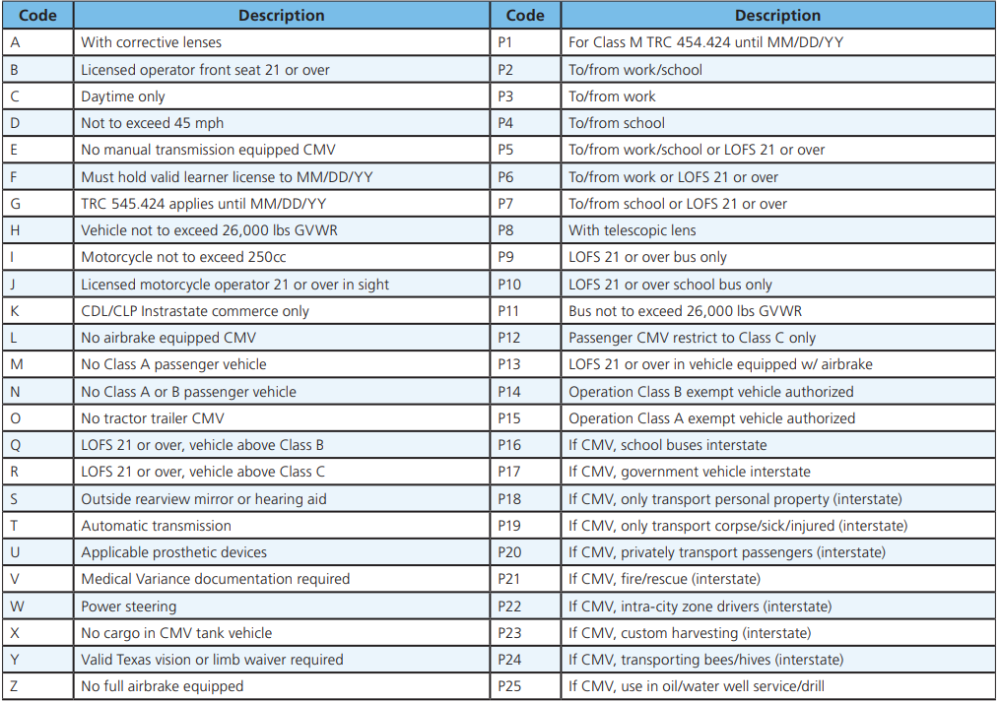 Code Description Code Description
A With corrective lenses P1 For Class M TRC 454.424 until MM/DD/YY
B Licensed operator front seat 21 or over P2 To/from work/school
C Daytime only P3 To/from work
D Not to exceed 45 mph P4 To/from school
E No manual transmission equipped CMV P5 To/from work/school or LOFS 21 or over
F Must hold valid learner license to MM/DD/YY P6 To/from work or LOFS 21 or over
G TRC 545.424 applies until MM/DD/YY P7 To/from school or LOFS 21 or over
H Vehicle not to exceed 26,000 lbs GVWR P8 With telescopic lens
I Motorcycle not to exceed 250cc P9 LOFS 21 or over bus only
J Licensed motorcycle operator 21 or over in sight P10 LOFS 21 or over school bus only
K CDL/CLP Instrastate commerce only P11 Bus not to exceed 26,000 lbs GVWR
L No airbrake equipped CMV P12 Passenger CMV restrict to Class C only
M No Class A passenger vehicle P13 LOFS 21 or over in vehicle equipped w/ airbrake
N No Class A or B passenger vehicle P14 Operation Class B exempt vehicle authorized
O No tractor trailer CMV P15 Operation Class A exempt vehicle authorized
Q LOFS 21 or over, vehicle above Class B P16 If CMV, school buses interstate
R LOFS 21 or over, vehicle above Class C P17 If CMV, government vehicle interstate
S Outside rearview mirror or hearing aid P18 If CMV, only transport personal property (interstate)
T Automatic transmission P19 If CMV, only transport corpse/sick/injured (interstate)
U Applicable prosthetic devices P20 If CMV, privately transport passengers (interstate)
V Medical Variance documentation required P21 If CMV, fire/rescue (interstate)
W Power steering P22 If CMV, intra-city zone drivers (interstate)
X No cargo in CMV tank vehicle P23 If CMV, custom harvesting (interstate)
Y Valid Texas vision or limb waiver required P24 If CMV, transporting bees/hives (interstate)
Z No full airbrake equipped P25 If CMV, use in oil/water well service/drill